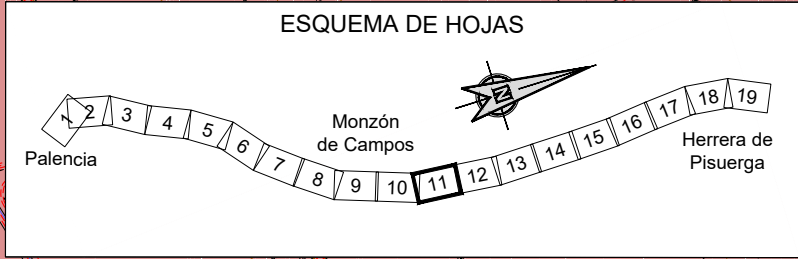 ESQUEMA DE HOJAS
1 2 3 4 5 6 7 8 9 10 11 12 13 14 15 16 17 18 19
N
Palencia
Monzón
de Campos
Herrera de
Pisuerga